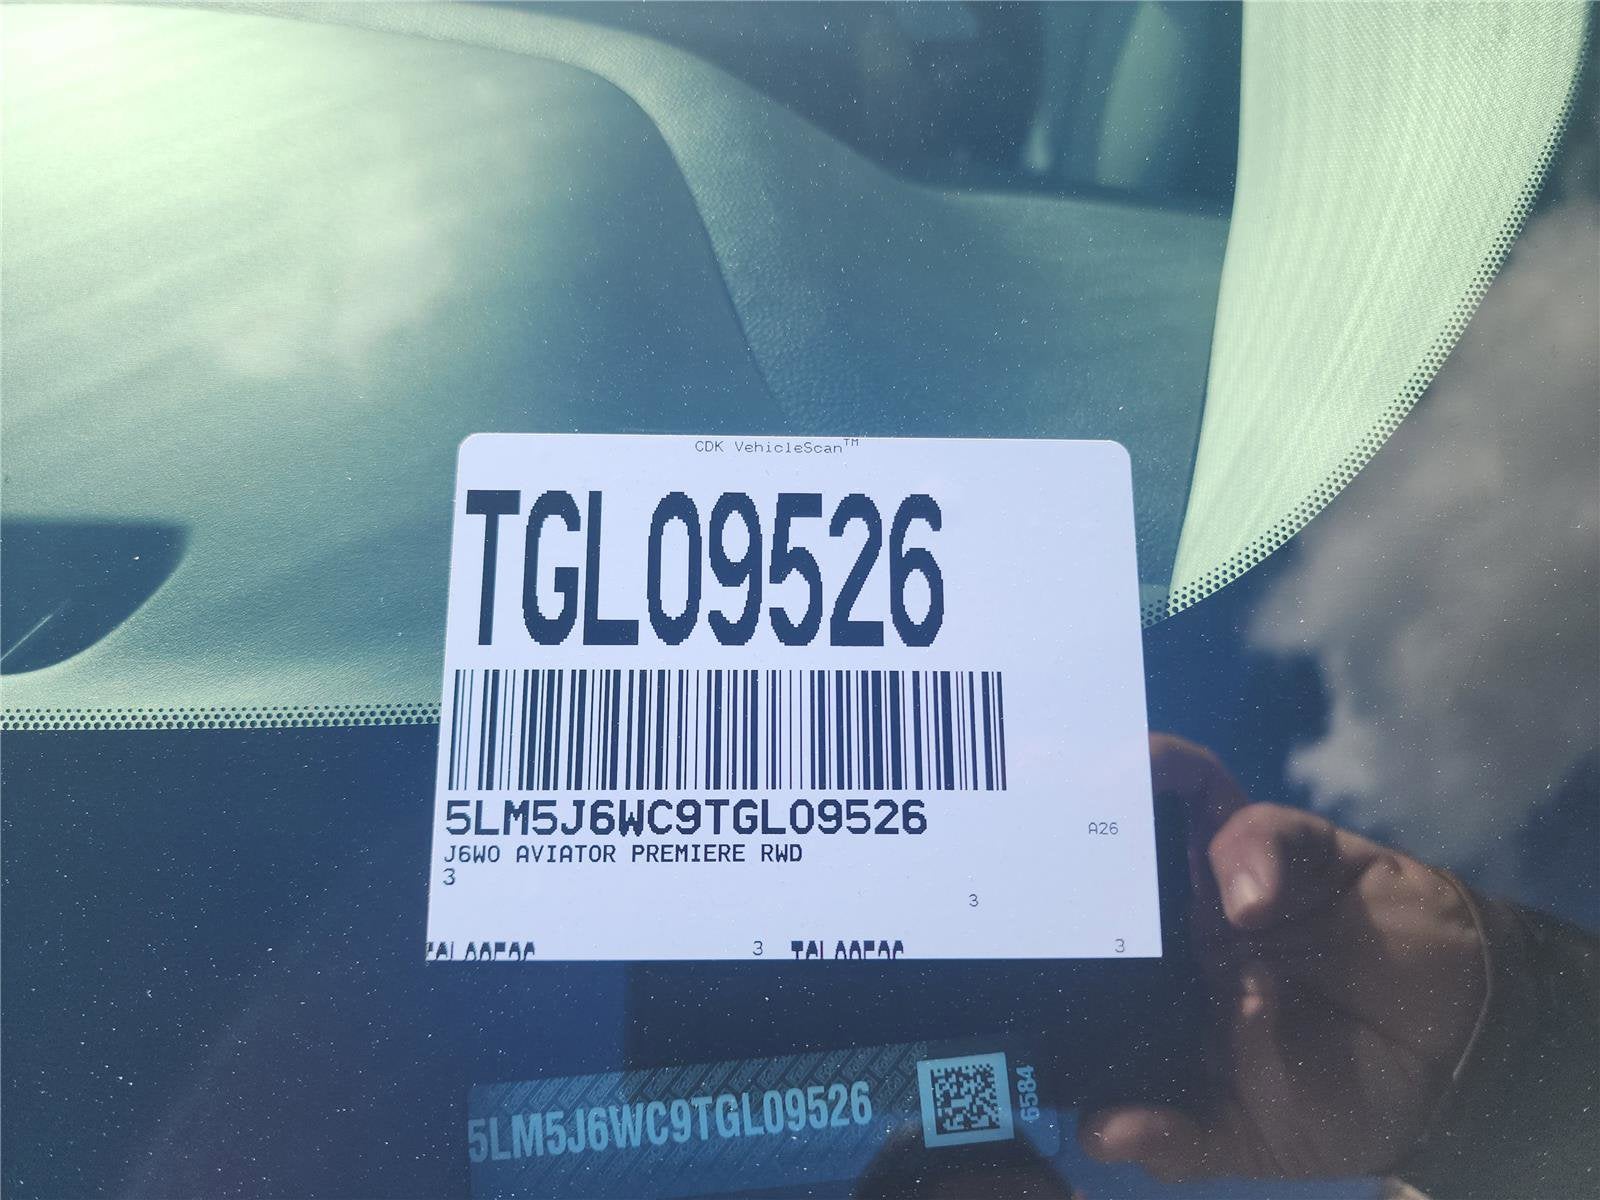 CDK VehicleScan™
TGL09526
5LM5J6WC9TGL09526
A26
J6W0 AVIATOR PREMIERE RWD
3
3
3
3
5LM5J6WC9TGL09526
6584